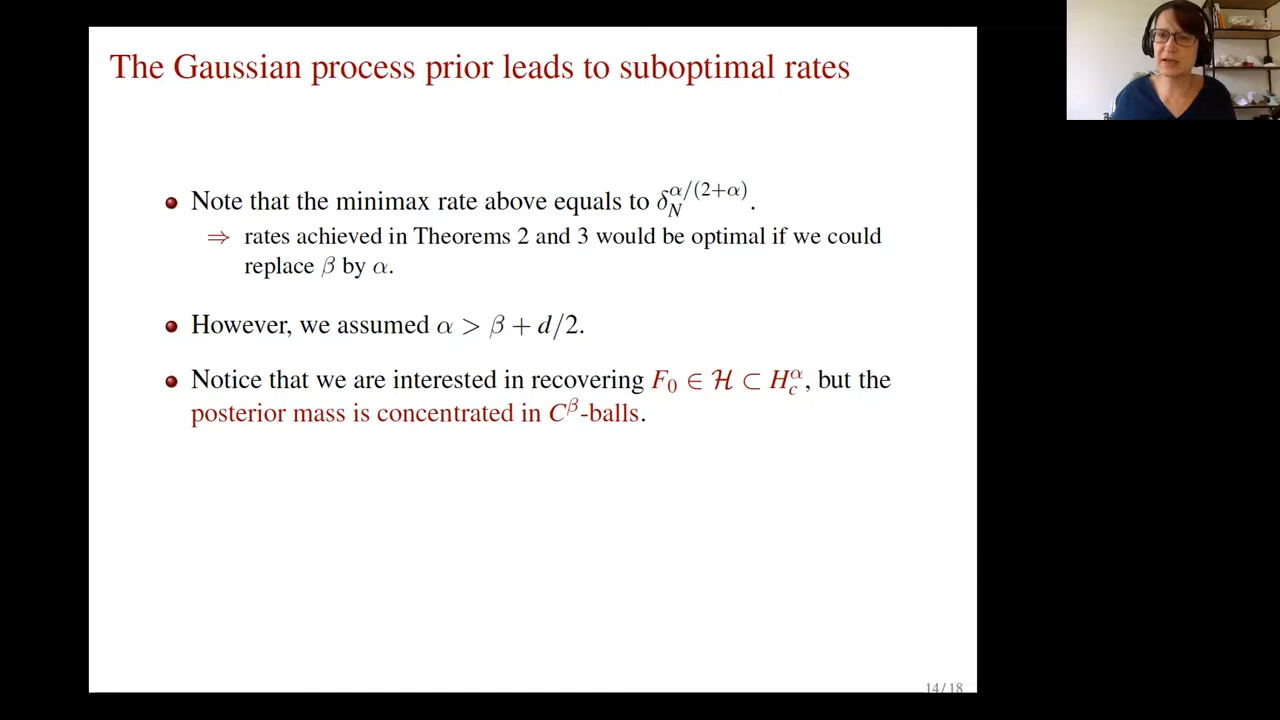 The Gaussian process prior leads to suboptimal rates
Note that the minimax rate above equals to δ_N^{α/(2+α)}.
⇒ rates achieved in Theorems 2 and 3 would be optimal if we could
replace β by α.
However, we assumed α > β + d/2.
Notice that we are interested in recovering F₀ ∈ ℋ ⊂ H_c^α, but the
posterior mass is concentrated in C^β-balls.
14/18